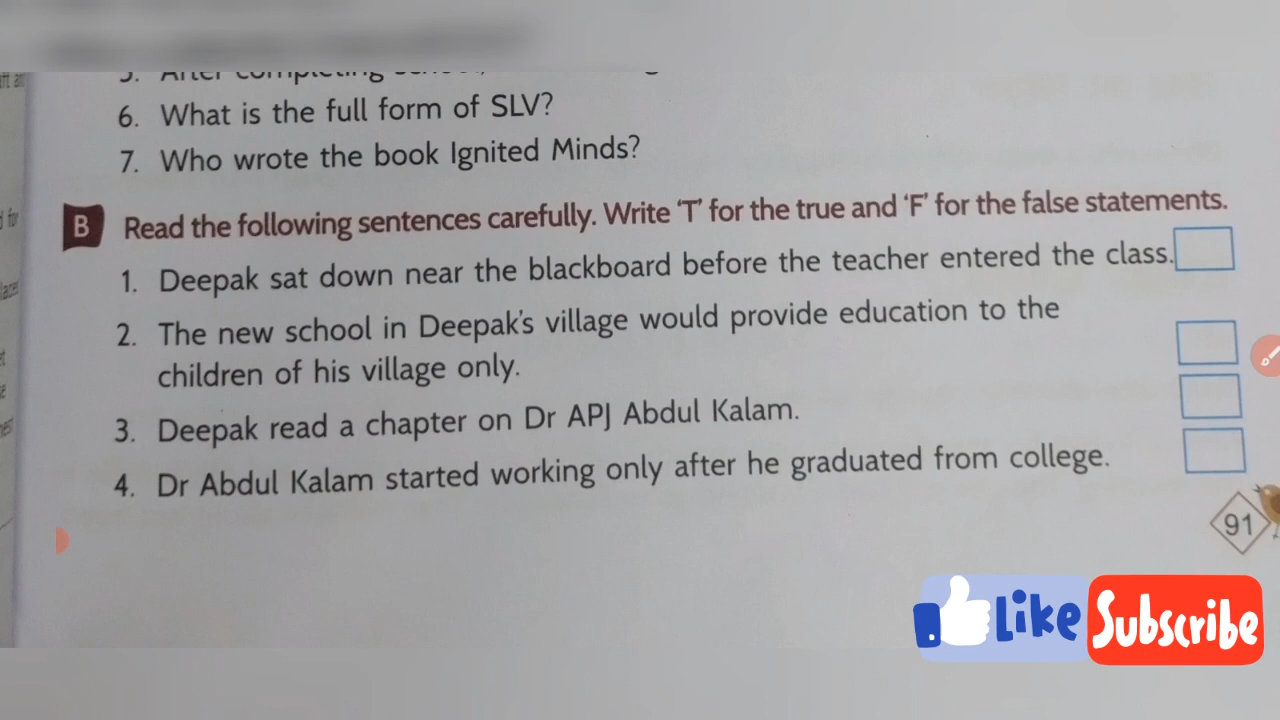 5. After completing school,
6. What is the full form of SLV?
7. Who wrote the book Ignited Minds?
B Read the following sentences carefully. Write 'T' for the true and 'F' for the false statements.
1. Deepak sat down near the blackboard before the teacher entered the class.
2. The new school in Deepak's village would provide education to the
children of his village only.
3. Deepak read a chapter on Dr APJ Abdul Kalam.
4. Dr Abdul Kalam started working only after he graduated from college.
91
Like Subscribe